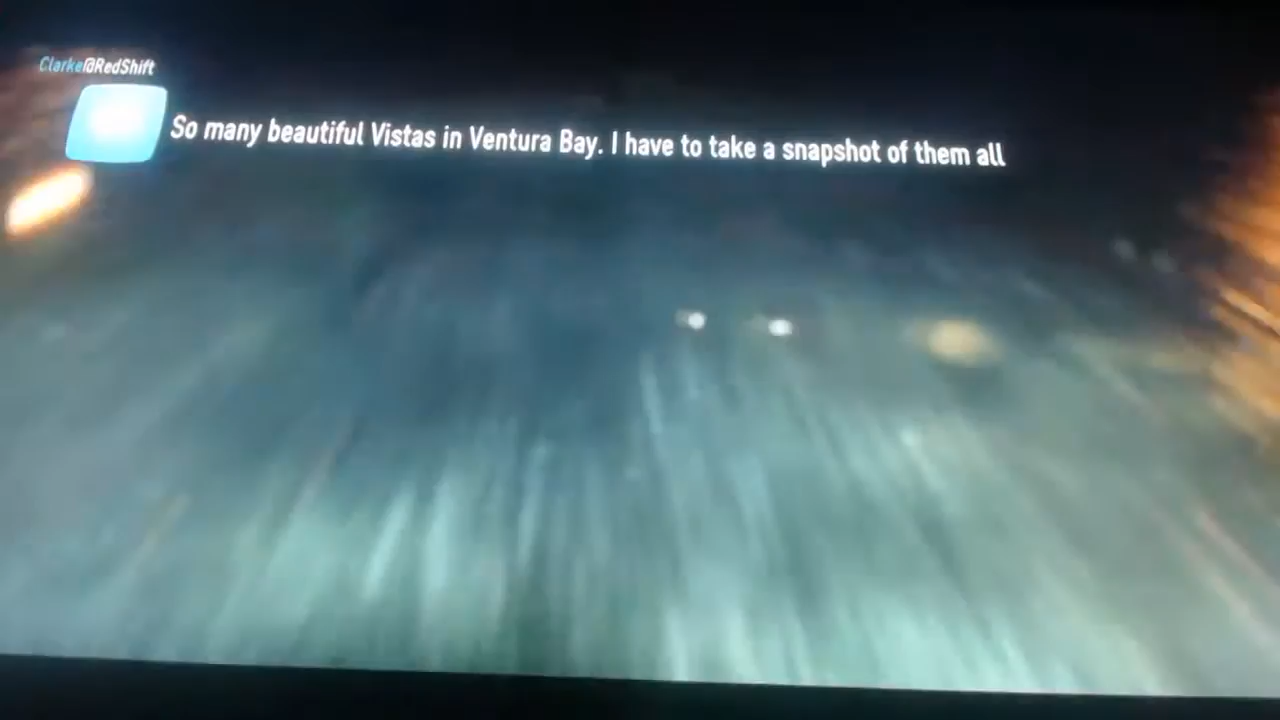 Clarke@RedShift
So many beautiful Vistas in Ventura Bay. I have to take a snapshot of them all